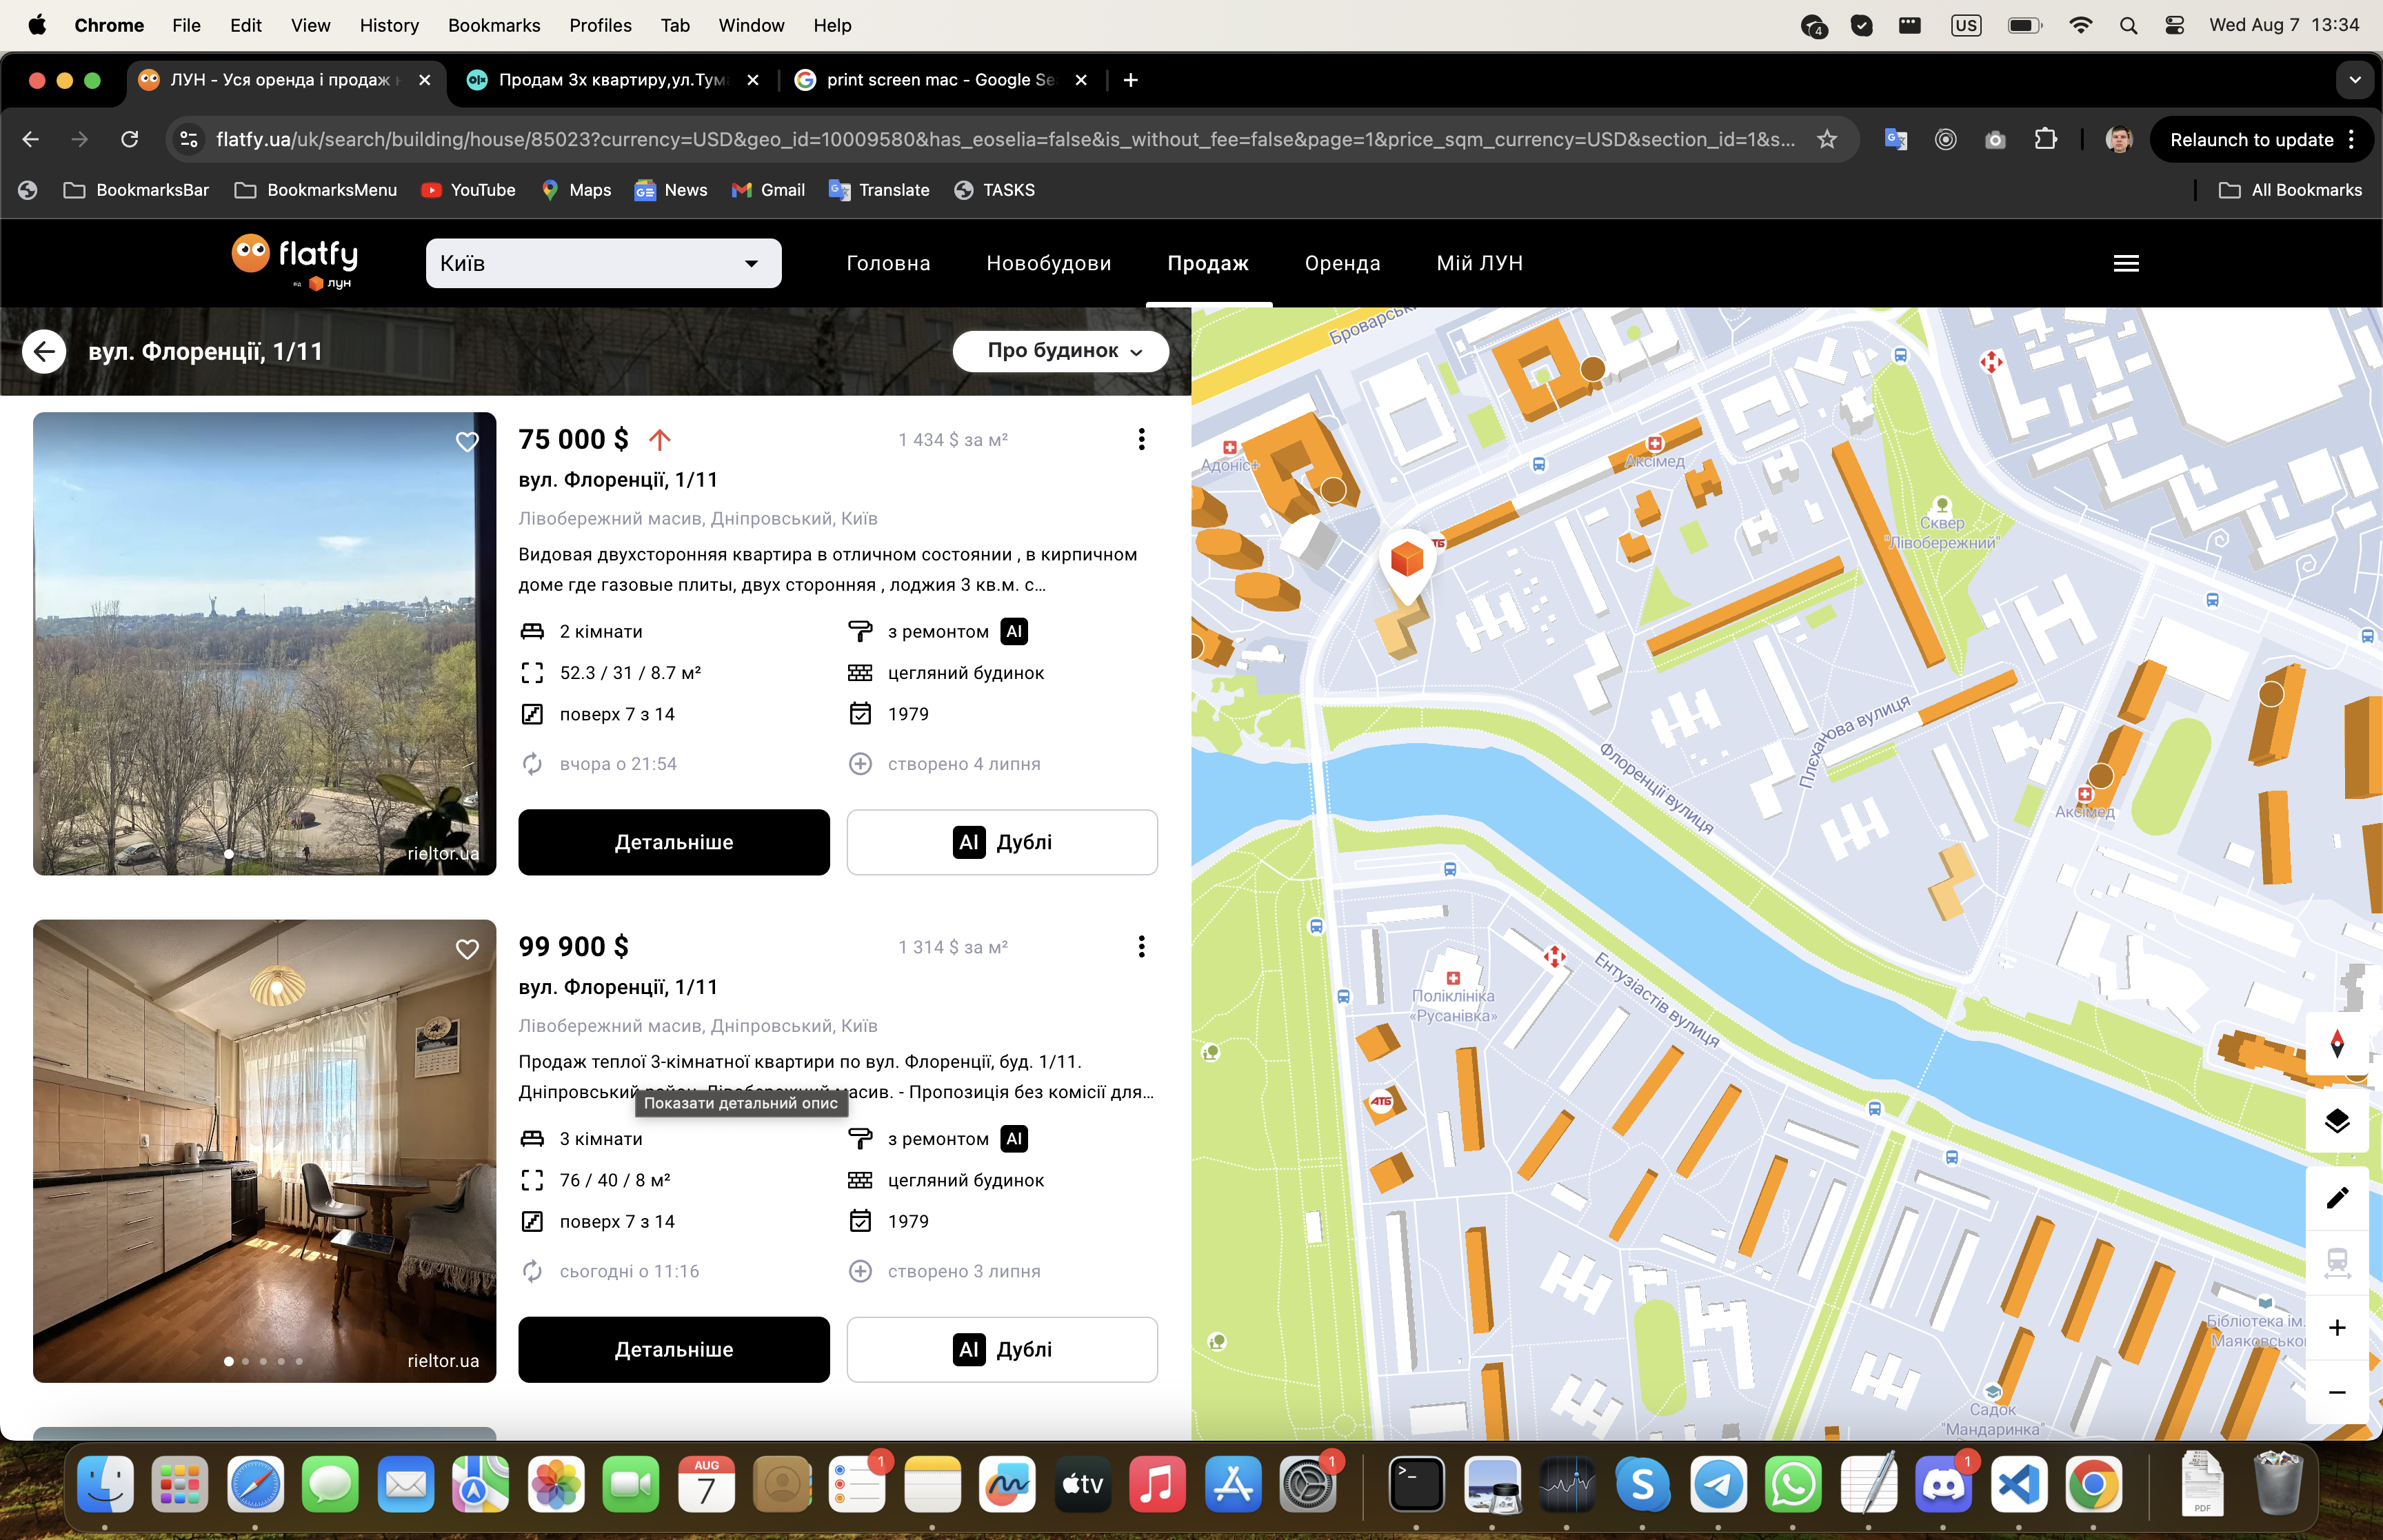 Chrome File Edit View History Bookmarks Profiles Tab Window Help
4 US Wed Aug 7 13:34
ЛУН - Уся оренда і продаж
Продам 3х квартиру,ул.Тум
print screen mac - Google Se
flatfy.ua/uk/search/building/house/85023?currency=USD&geo_id=10009580&has_eoselia=false&is_without_fee=false&page=1&price_sqm_currency=USD&section_id=1&s...
Relaunch to update
BookmarksBar BookmarksMenu YouTube Maps News Gmail Translate TASKS All Bookmarks
flatfy
від ЛУН
Київ
Головна Новобудови Продаж Оренда Мій ЛУН
вул. Флоренції, 1/11
Про будинок
75 000 $ 1 434 $ за м²
вул. Флоренції, 1/11
Лівобережний масив, Дніпровський, Київ
Видовая двухсторонняя квартира в отличном состоянии , в кирпичном
доме где газовые плиты, двух сторонняя , лоджия 3 кв.м. с...
2 кімнати з ремонтом AI
52.3 / 31 / 8.7 м² цегляний будинок
поверх 7 з 14 1979
вчора о 21:54 створено 4 липня
rieltor.ua
Детальніше AI Дублі
99 900 $ 1 314 $ за м²
вул. Флоренції, 1/11
Лівобережний масив, Дніпровський, Київ
Продаж теплої 3-кімнатної квартири по вул. Флоренції, буд. 1/11.
Дніпровський район, Лівобережний масив. - Пропозиція без комісії для...
Показати детальний опис
3 кімнати з ремонтом AI
76 / 40 / 8 м² цегляний будинок
поверх 7 з 14 1979
сьогодні о 11:16 створено 3 липня
rieltor.ua
Детальніше AI Дублі
Броварськ
Адоніс+
Аксімед
Сквер
"Лівобережний"
Плеханова вулиця
Флоренції вулиця
Аксімед
Ентузіастів вулиця
Поліклініка
«Русанівка»
АТБ
Бібліотека ім.
Маяковсько
Садок
"Мандаринка"
AUG
7
1
tv
1
1
PDF